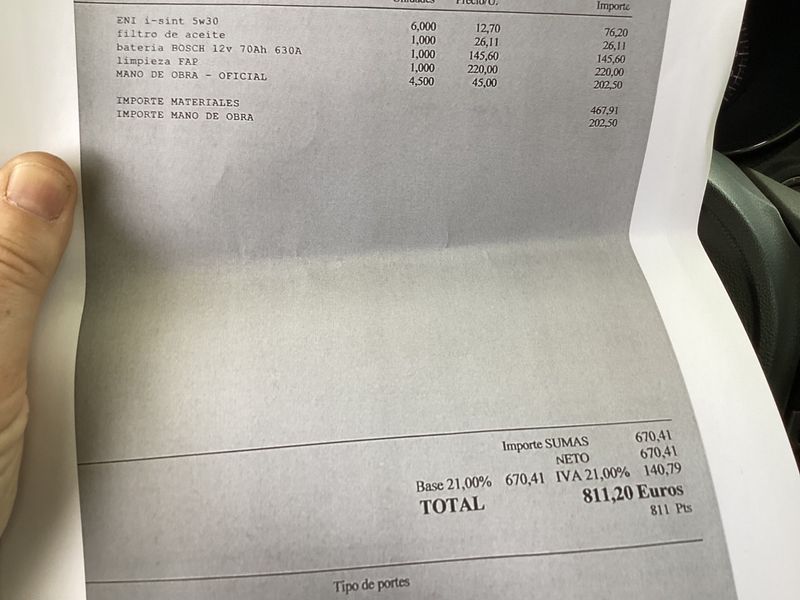 Unidades Precio/U. Importe
ENI i-sint 5w30 6,000 12,70 76,20
filtro de aceite 1,000 26,11 26,11
bateria BOSCH 12v 70Ah 630A 1,000 145,60 145,60
limpieza FAP 1,000 220,00 220,00
MANO DE OBRA - OFICIAL 4,500 45,00 202,50
IMPORTE MATERIALES 467,91
IMPORTE MANO DE OBRA 202,50
Importe SUMAS 670,41
NETO 670,41
Base 21,00% 670,41 IVA 21,00% 140,79
TOTAL 811,20 Euros
811 Pts
Tipo de portes